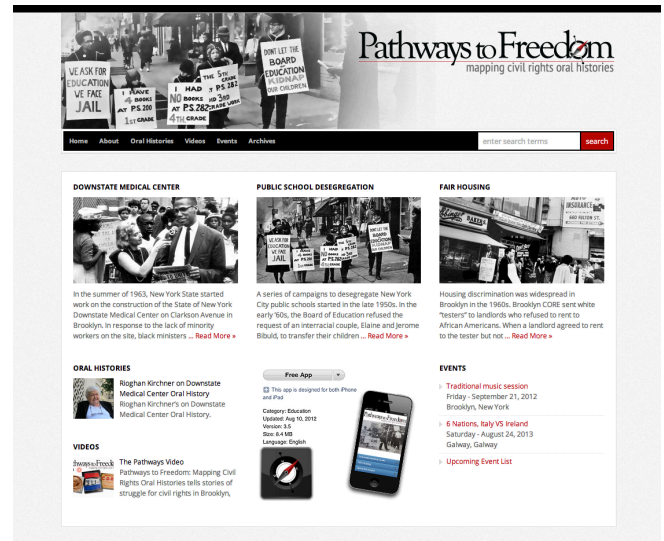 WE ASK FOR
EDUCATION
WE FACE
JAIL
I HAVE
4 BOOKS
AT P.S. 200
1ST GRADE
I HAD
NO BOOKS
AT P.S. 282
4TH GRADE
THE 5TH
GRADE
DONT LET THE
BOARD
OF
EDUCATION
KIDNAP
OUR CHILDREN
Pathways to Freedom
mapping civil rights oral histories
Home About Oral Histories Videos Events Archives
enter search terms search
DOWNSTATE MEDICAL CENTER
In the summer of 1963, New York State started
work on the construction of the State of New York
Downstate Medical Center on Clarkson Avenue in
Brooklyn. In response to the lack of minority
workers on the site, black ministers ... Read More »
PUBLIC SCHOOL DESEGREGATION
WE ASK FOR
EDUCATION
WE FACE
JAIL
A series of campaigns to desegregate New York
City public schools started in the late 1950s. In the
early '60s, the Board of Education refused the
request of an interracial couple, Elaine and Jerome
Bibuld, to transfer their children ... Read More »
FAIR HOUSING
INSURANCE
BAKERS
Housing discrimination was widespread in
Brooklyn in the 1960s. Brooklyn CORE sent white
"testers" to landlords who refused to rent to
African Americans. When a landlord agreed to rent
to the tester but not ... Read More »
ORAL HISTORIES
Rioghan Kirchner on Downstate
Medical Center Oral History
Rioghan Kirchner's on Downstate
Medical Center Oral History.
VIDEOS
The Pathways Video
Pathways to Freedom: Mapping Civil
Rights Oral Histories tells stories of
struggle for civil rights in Brooklyn,
Free App
This app is designed for both iPhone
and iPad
Category: Education
Updated: Aug 10, 2012
Version: 3.5
Size: 8.4 MB
Language: English
EVENTS
Traditional music session
Friday - September 21, 2012
Brooklyn, New York
6 Nations, Italy VS Ireland
Saturday - August 24, 2013
Galway, Galway
Upcoming Event List